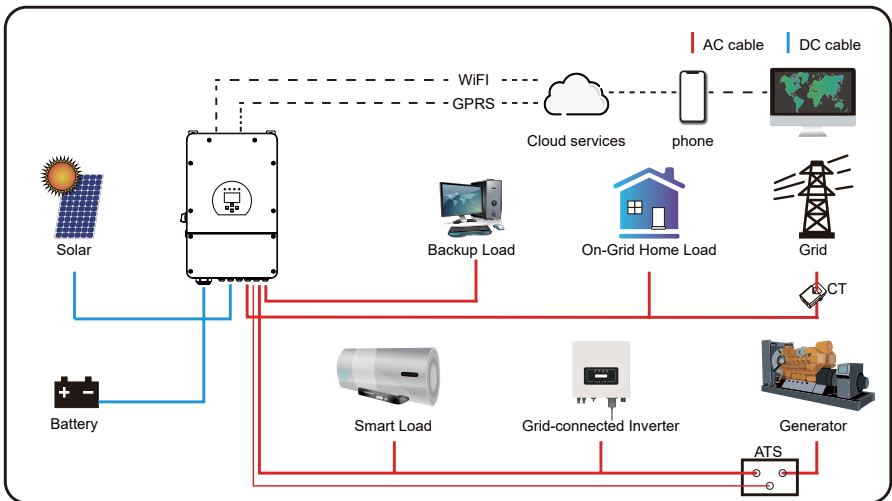 AC cable
DC cable
WiFI
GPRS
Cloud services
phone
Solar
Backup Load
On-Grid Home Load
Grid
CT
Battery
Smart Load
Grid-connected Inverter
Generator
ATS